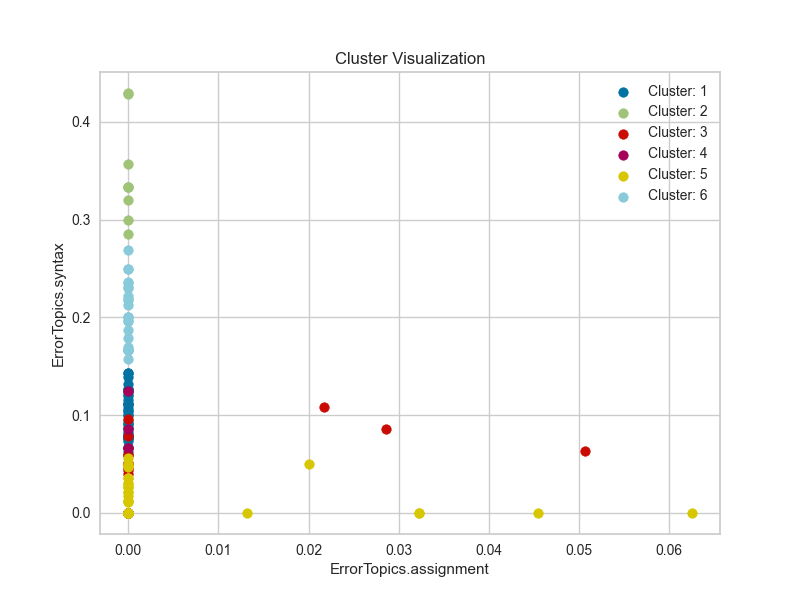 Cluster Visualization
Cluster: 1
Cluster: 2
Cluster: 3
Cluster: 4
Cluster: 5
Cluster: 6
ErrorTopics.syntax
0.4
0.3
0.2
0.1
0.0
0.00 0.01 0.02 0.03 0.04 0.05 0.06
ErrorTopics.assignment